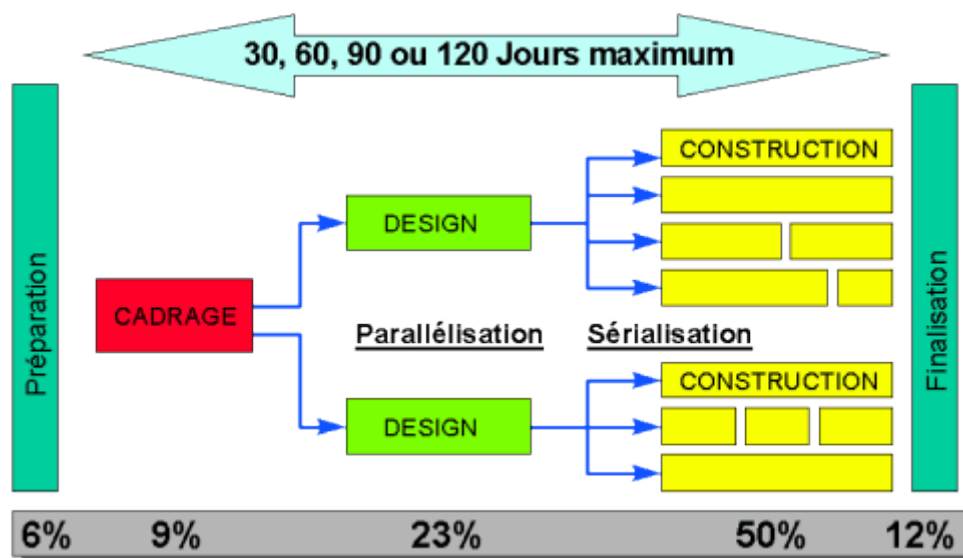 30, 60, 90 ou 120 Jours maximum
Préparation
CADRAGE
DESIGN
CONSTRUCTION
Parallélisation
Sérialisation
DESIGN
CONSTRUCTION
Finalisation
6% 9% 23% 50% 12%